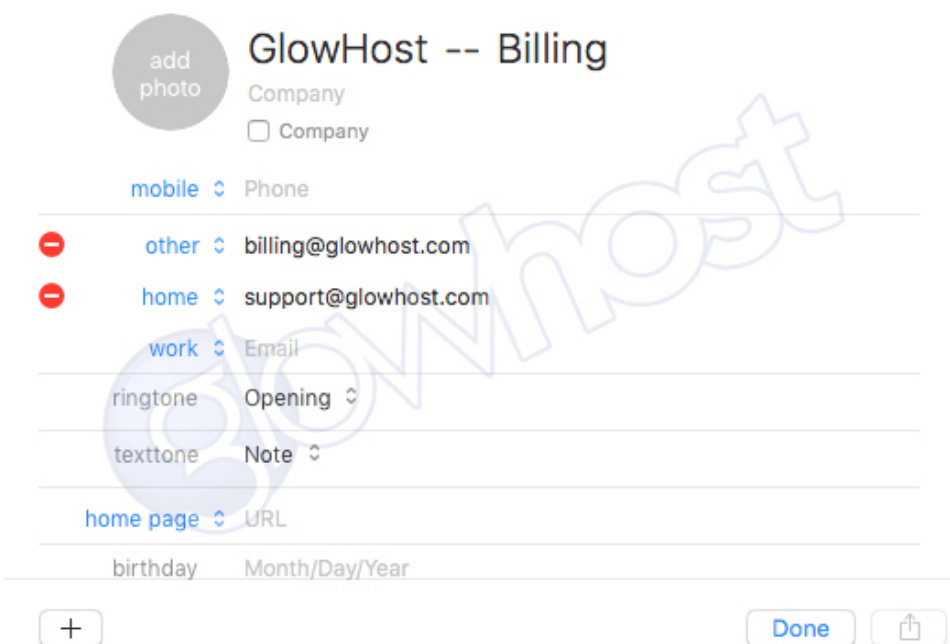 add
photo
GlowHost -- Billing
Company
Company
mobile Phone
other billing@glowhost.com
home support@glowhost.com
work Email
ringtone Opening
texttone Note
home page URL
birthday Month/Day/Year
glowhost
+
Done